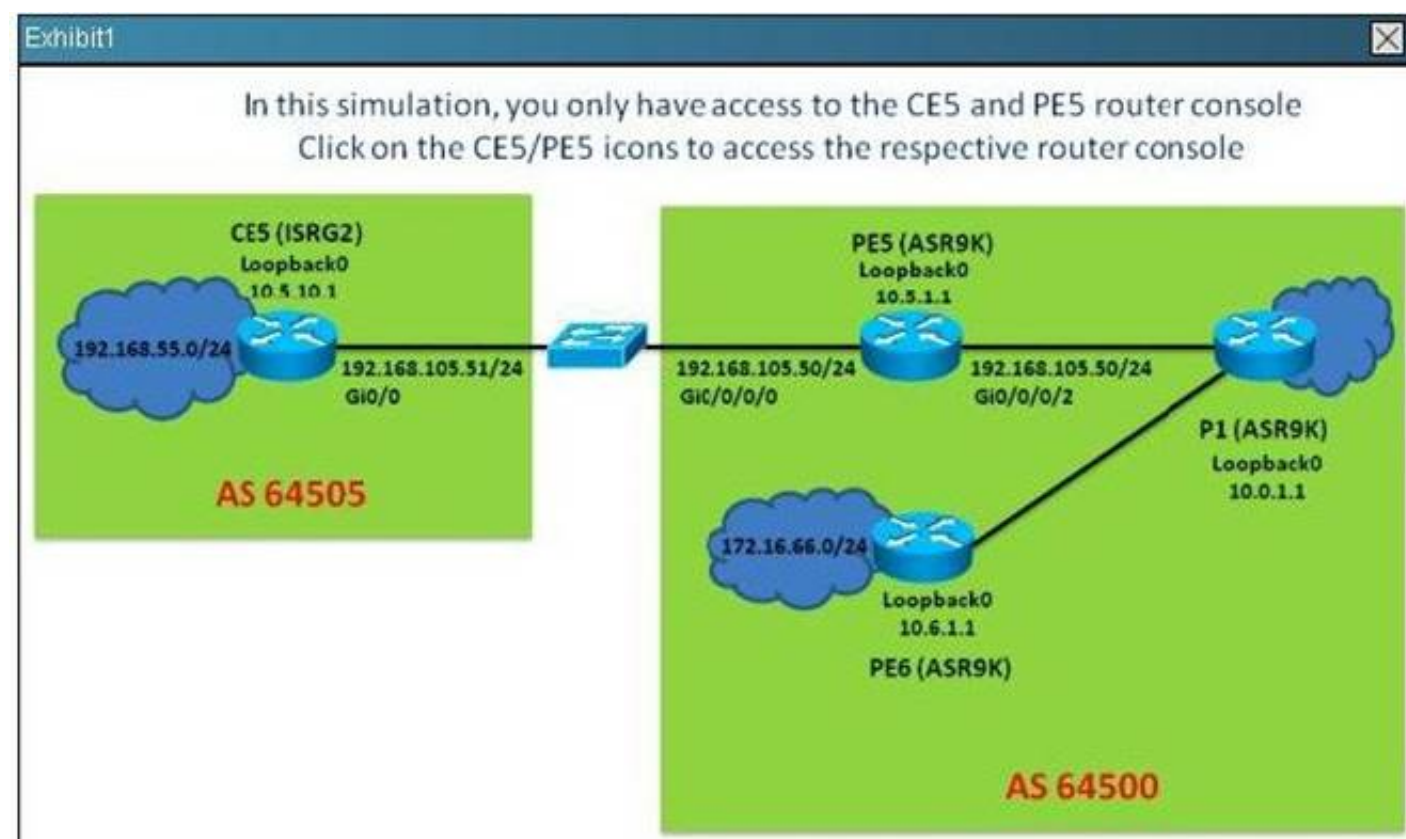 Exhibit1
In this simulation, you only have access to the CE5 and PE5 router console
Click on the CE5/PE5 icons to access the respective router console
CE5 (ISRG2)
Loopback0
10.5.10.1
192.168.55.0/24
192.168.105.51/24
Gi0/0
AS 64505
PE5 (ASR9K)
Loopback0
10.5.1.1
192.168.105.50/24
Gi0/0/0/0
192.168.105.50/24
Gi0/0/0/2
P1 (ASR9K)
Loopback0
10.0.1.1
172.16.66.0/24
Loopback0
10.6.1.1
PE6 (ASR9K)
AS 64500